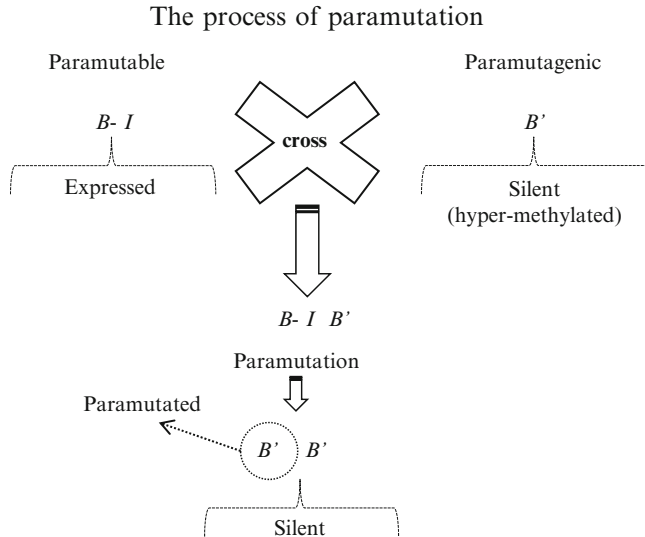 The process of paramutation
Paramutable
Paramutagenic
B- I
cross
B’
Expressed
Silent
(hyper-methylated)
B- I B’
Paramutation
Paramutated
B’ B’
Silent